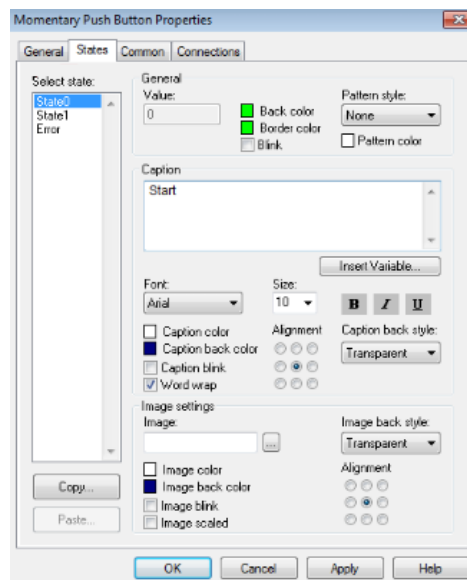 Momentary Push Button Properties
General States Common Connections
Select state:
State0
State1
Error
Copy...
Paste...
General
Value:
0
Back color
Border color
Blink
Pattern style:
None
Pattern color
Caption
Start
Insert Variable...
Font:
Arial
Size:
10
B I U
Caption color
Caption back color
Caption blink
Word wrap
Alignment
Caption back style:
Transparent
Image settings
Image:
...
Image color
Image back color
Image blink
Image scaled
Image back style:
Transparent
Alignment
OK Cancel Apply Help